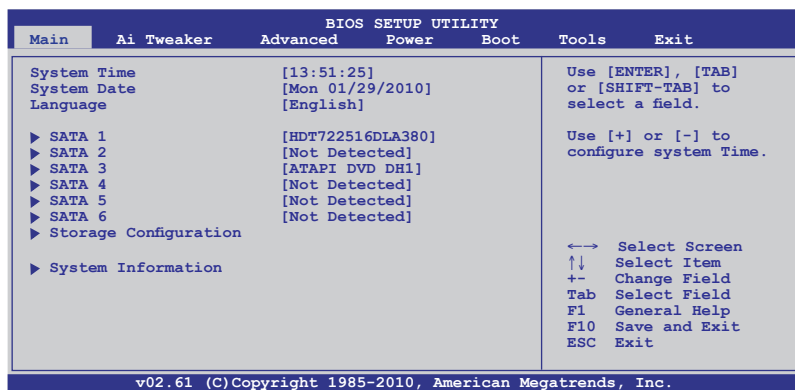 BIOS SETUP UTILITY
Main Ai Tweaker Advanced Power Boot Tools Exit
System Time [13:51:25]
System Date [Mon 01/29/2010]
Language [English]
▶ SATA 1 [HDT722516DLA380]
▶ SATA 2 [Not Detected]
▶ SATA 3 [ATAPI DVD DH1]
▶ SATA 4 [Not Detected]
▶ SATA 5 [Not Detected]
▶ SATA 6 [Not Detected]
▶ Storage Configuration
▶ System Information
Use [ENTER], [TAB]
or [SHIFT-TAB] to
select a field.
Use [+] or [-] to
configure system Time.
←→ Select Screen
↑↓ Select Item
+- Change Field
Tab Select Field
F1 General Help
F10 Save and Exit
ESC Exit
v02.61 (C)Copyright 1985-2010, American Megatrends, Inc.